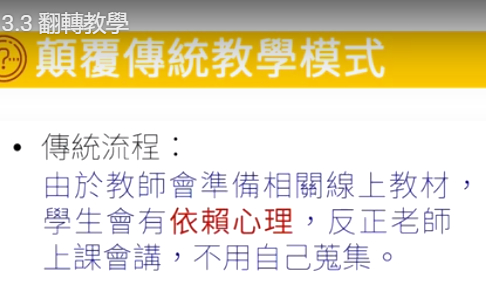 3.3 翻轉教學
顛覆傳統教學模式
• 傳統流程：
由於教師會準備相關線上教材，
學生會有依賴心理，反正老師
上課會講，不用自己蒐集。